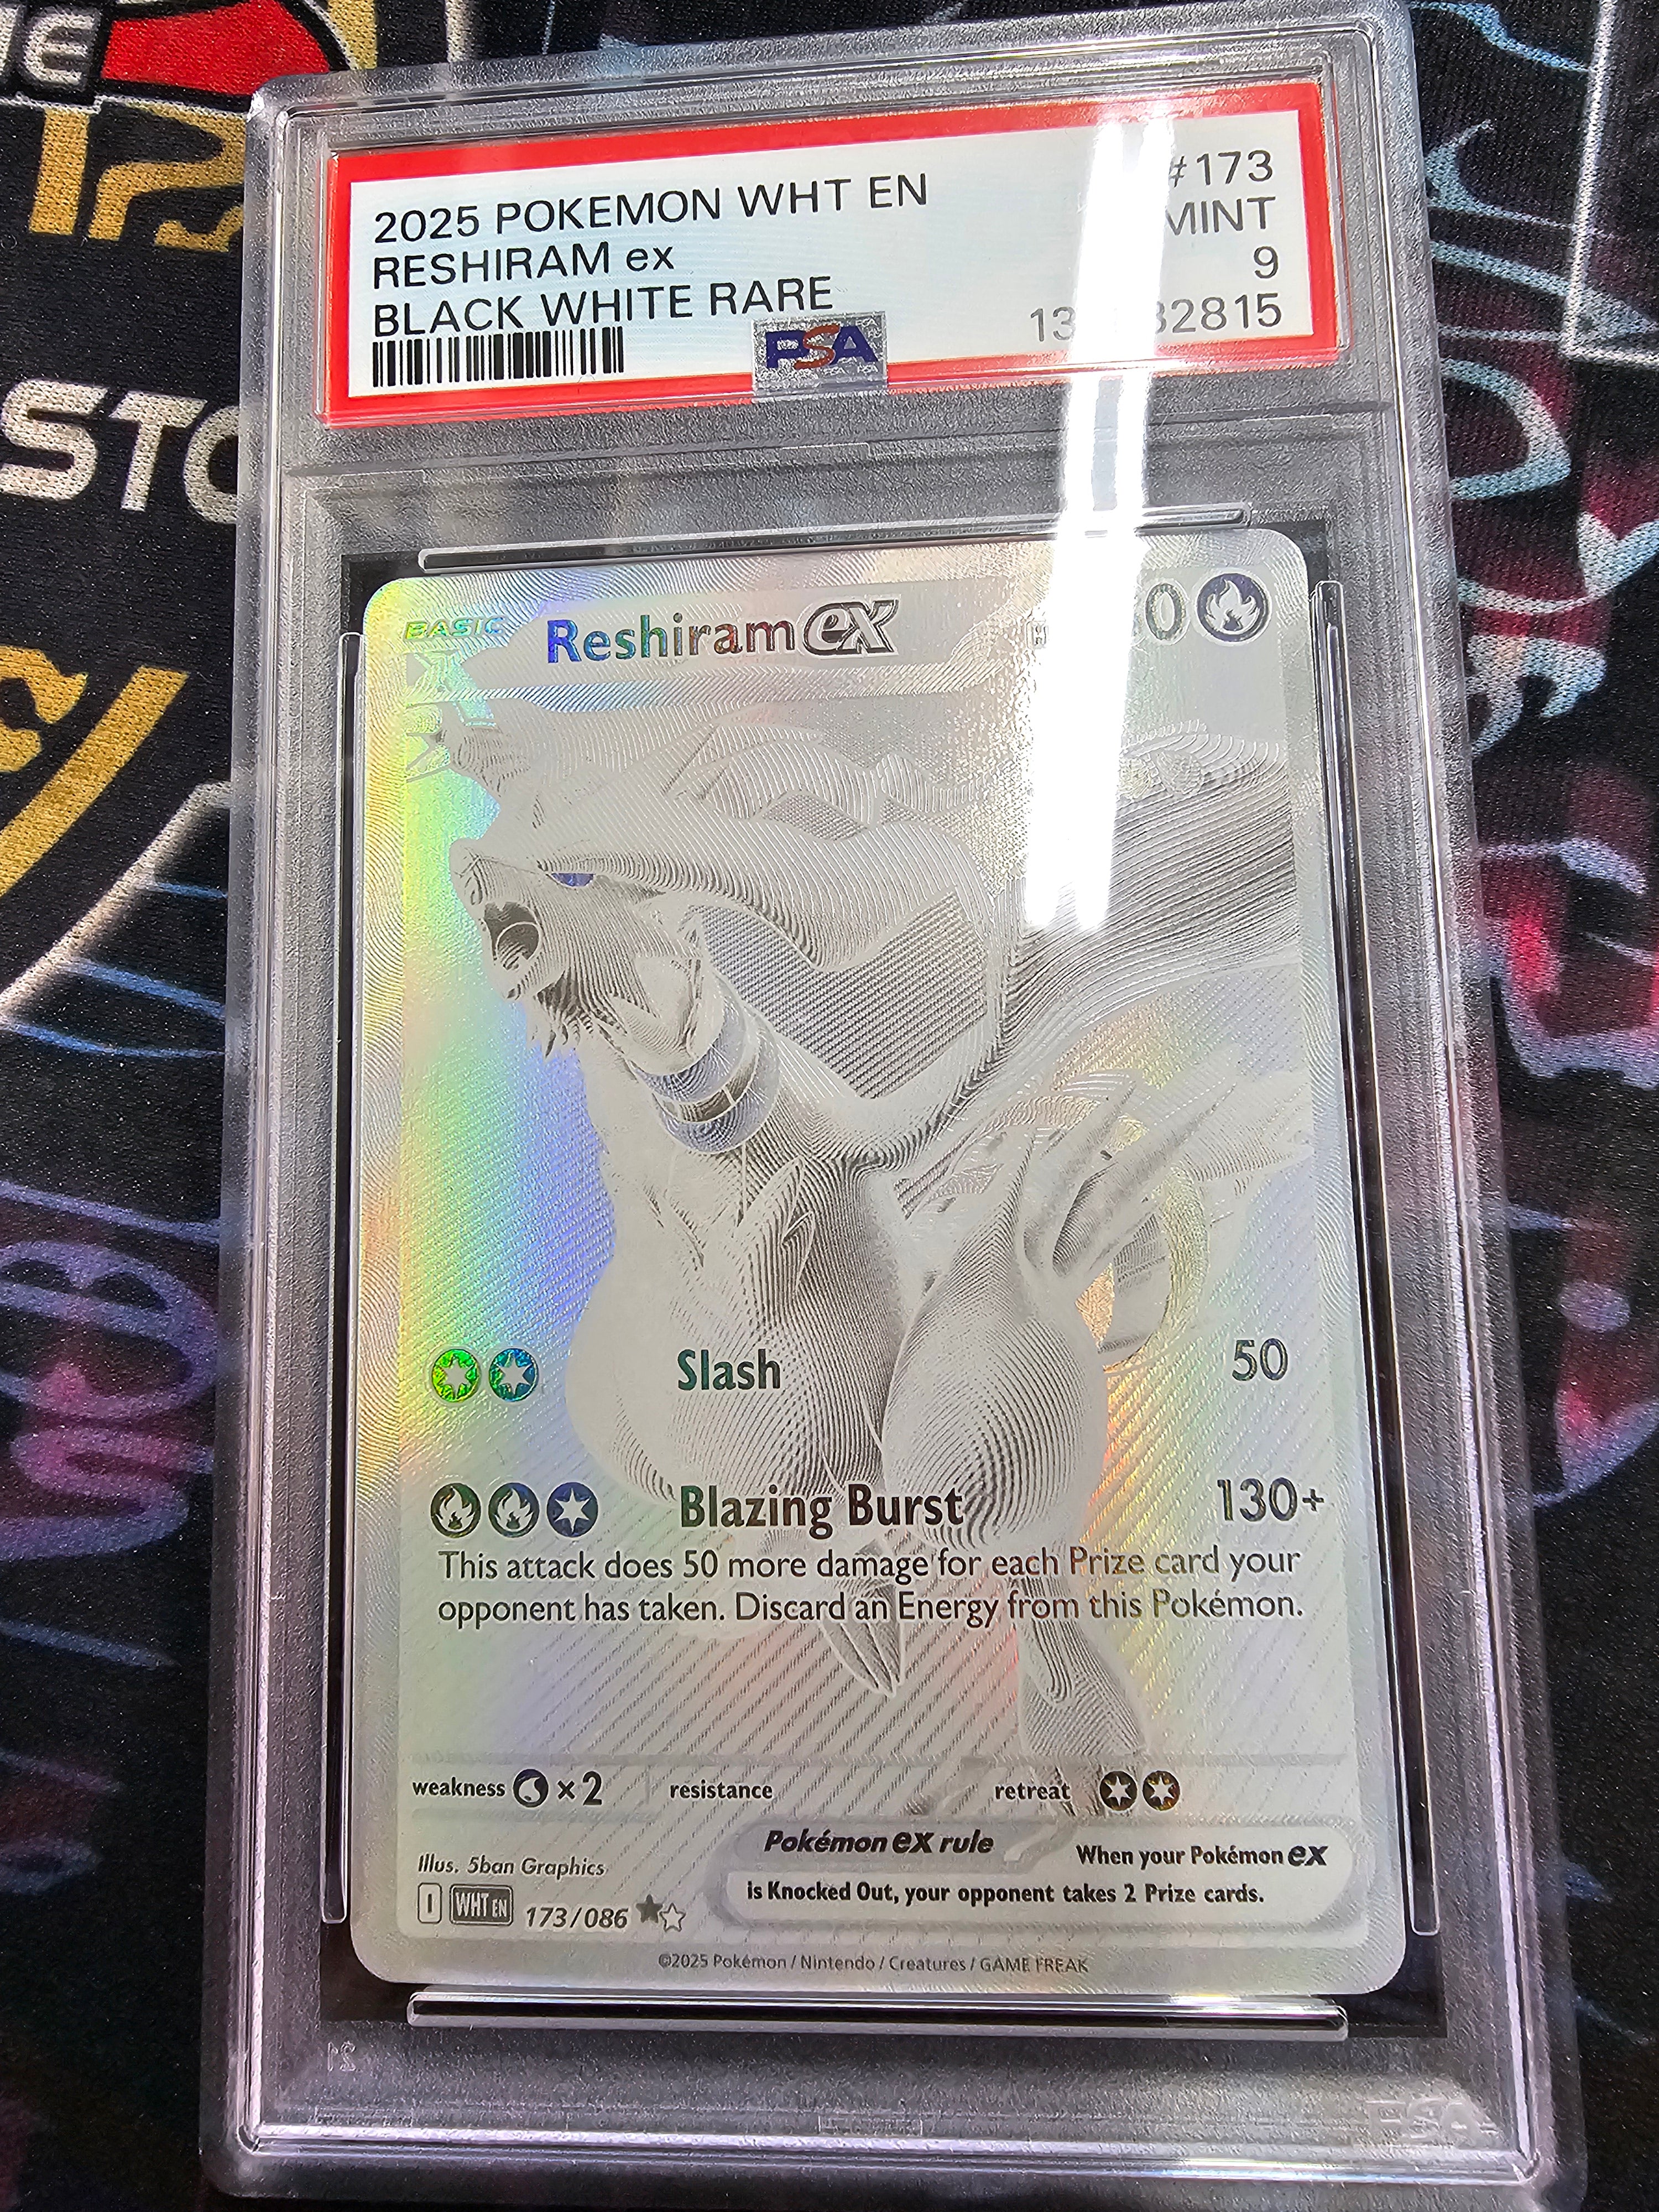 2025 POKEMON WHT EN
#173
RESHIRAM ex
MINT
BLACK WHITE RARE
9
PSA
BASIC
Reshiram ex
Slash
50
Blazing Burst
130+
This attack does 50 more damage for each Prize card your
opponent has taken. Discard an Energy from this Pokémon.
weakness ×2
resistance
retreat
Pokémon ex rule
When your Pokémon ex
is Knocked Out, your opponent takes 2 Prize cards.
Illus. 5ban Graphics
I WHT EN 173/086
©2025 Pokémon / Nintendo / Creatures / GAME FREAK
PSA